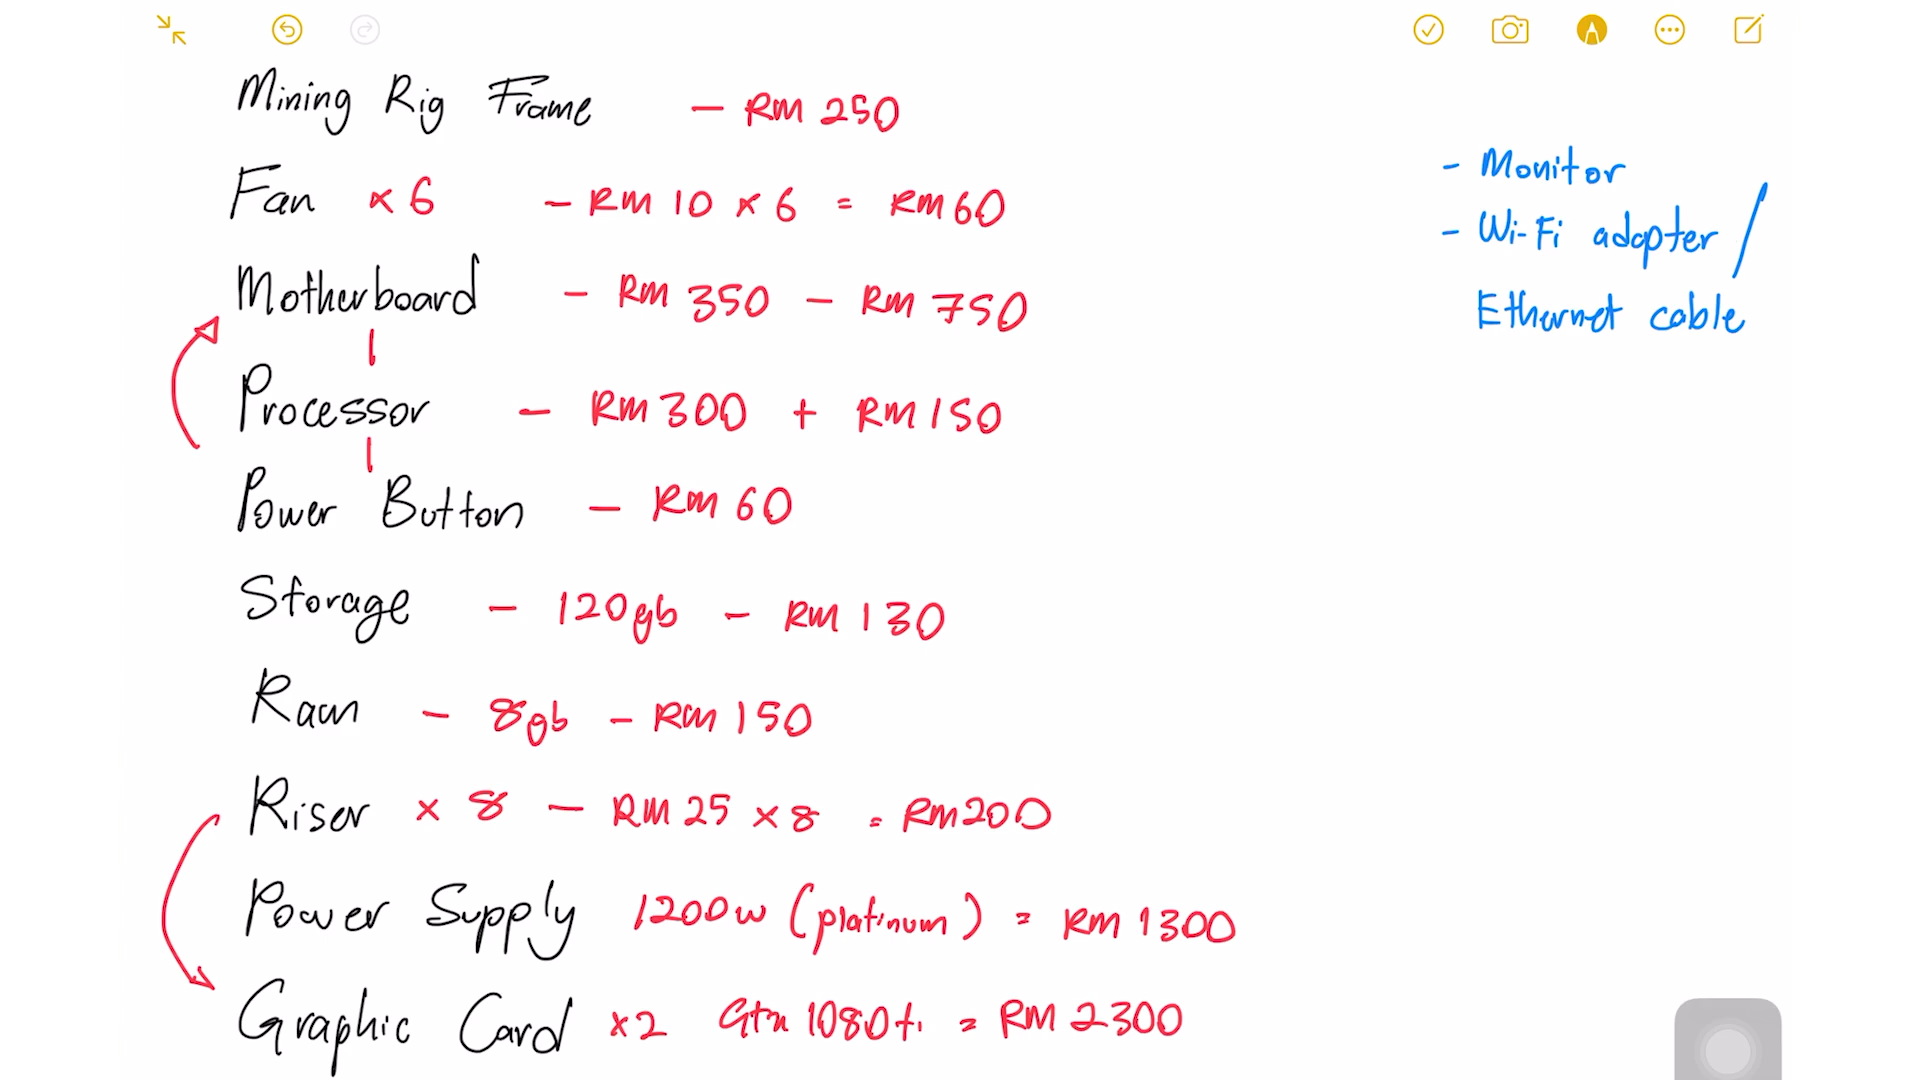 Mining Rig Frame - RM 250
Fan x 6 - RM 10 x 6 = RM 60
Motherboard - RM 350 - RM 750
Processor - RM 300 + RM 150
Power Button - RM 60
Storage - 120gb - RM 130
Ram - 8gb - RM 150
Riser x 8 - RM 25 x 8 = RM 200
Power Supply 1200w (platinum) = RM 1300
Graphic Card x2 Gtx 1080ti = RM 2300
- Monitor
- Wi-Fi adapter /
Ethernet cable